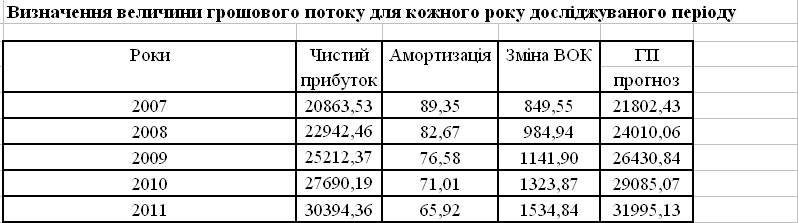 Визначення величини грошового потоку для кожного року досліджуваного періоду
Роки Чистий прибуток Амортизація Зміна ВОК ГП прогноз
2007 20863,53 89,35 849,55 21802,43
2008 22942,46 82,67 984,94 24010,06
2009 25212,37 76,58 1141,90 26430,84
2010 27690,19 71,01 1323,87 29085,07
2011 30394,36 65,92 1534,84 31995,13